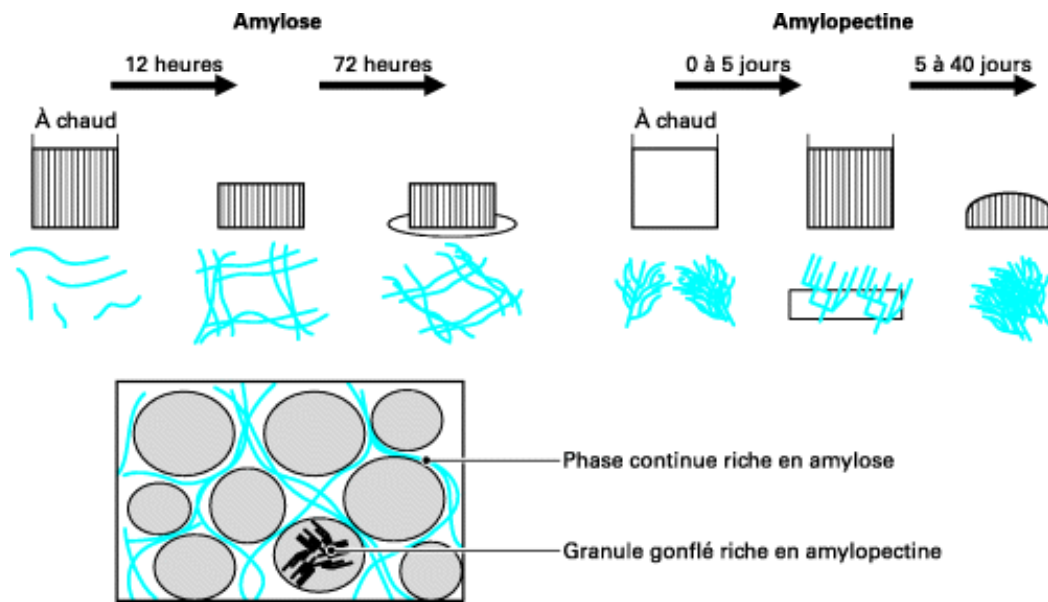 Amylose
12 heures
72 heures
À chaud
Amylopectine
0 à 5 jours
5 à 40 jours
À chaud
Phase continue riche en amylose
Granule gonflé riche en amylopectine